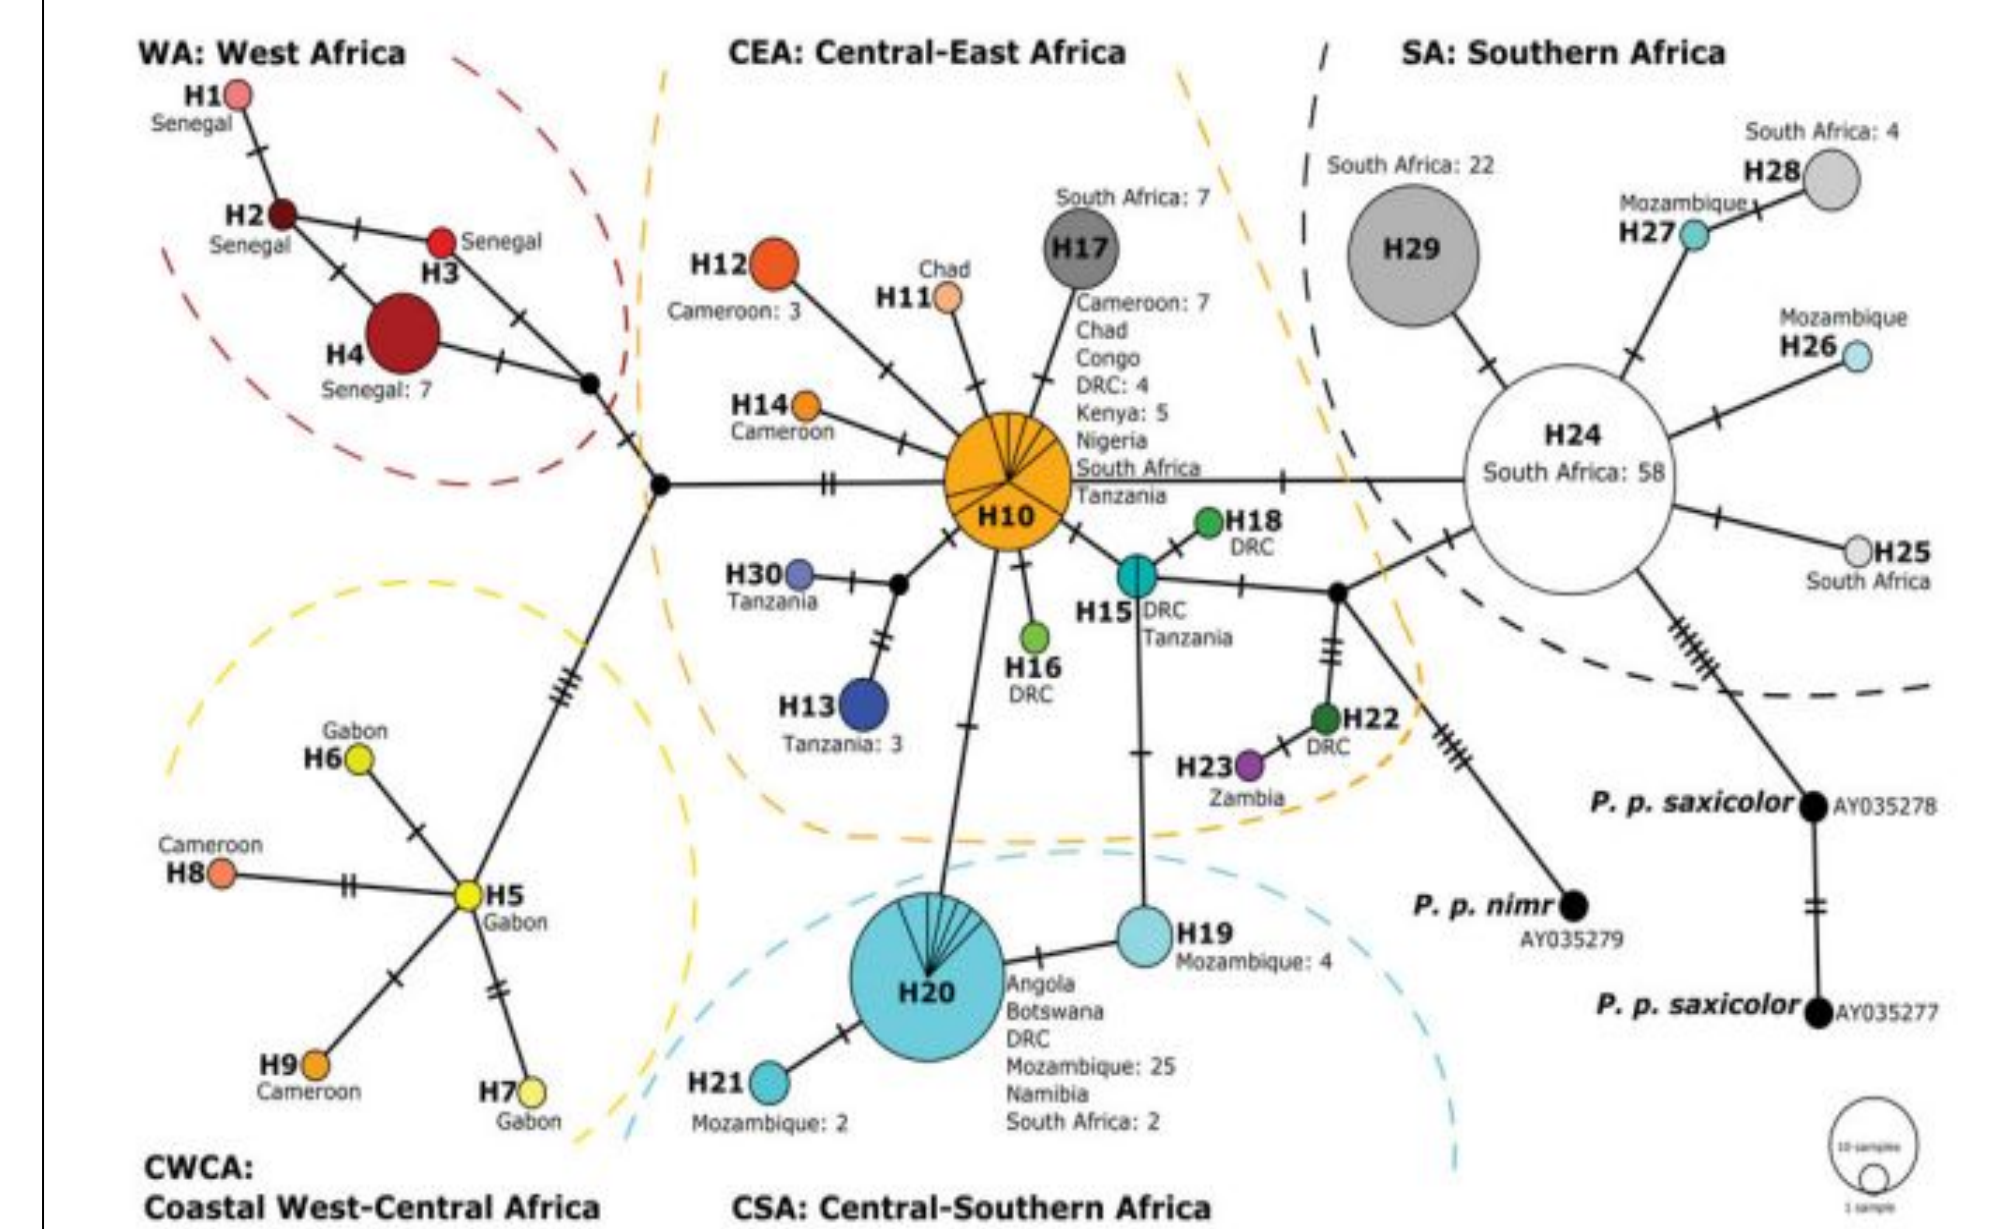 WA: West Africa
CEA: Central-East Africa
SA: Southern Africa
H1
Senegal
H2
Senegal
Senegal
H3
H4
Senegal: 7
H12
Cameroon: 3
Chad
H11
South Africa: 7
H17
H14
Cameroon
Cameroon: 7
Chad
Congo
DRC: 4
Kenya: 5
Nigeria
South Africa
Tanzania
H10
H18
DRC
H30
Tanzania
H15
DRC
Tanzania
H16
DRC
H13
Tanzania: 3
H22
DRC
H23
Zambia
South Africa: 22
H29
South Africa: 4
H28
Mozambique
H27
Mozambique
H26
H24
South Africa: 58
H25
South Africa
P. p. saxicolor
AY035278
P. p. nimr
AY035279
P. p. saxicolor
AY035277
Gabon
H6
Cameroon
H8
H5
Gabon
H9
Cameroon
H7
Gabon
H20
H19
Mozambique: 4
Angola
Botswana
DRC
Mozambique: 25
Namibia
South Africa: 2
H21
Mozambique: 2
10 samples
1 sample
CWCA:
Coastal West-Central Africa
CSA: Central-Southern Africa